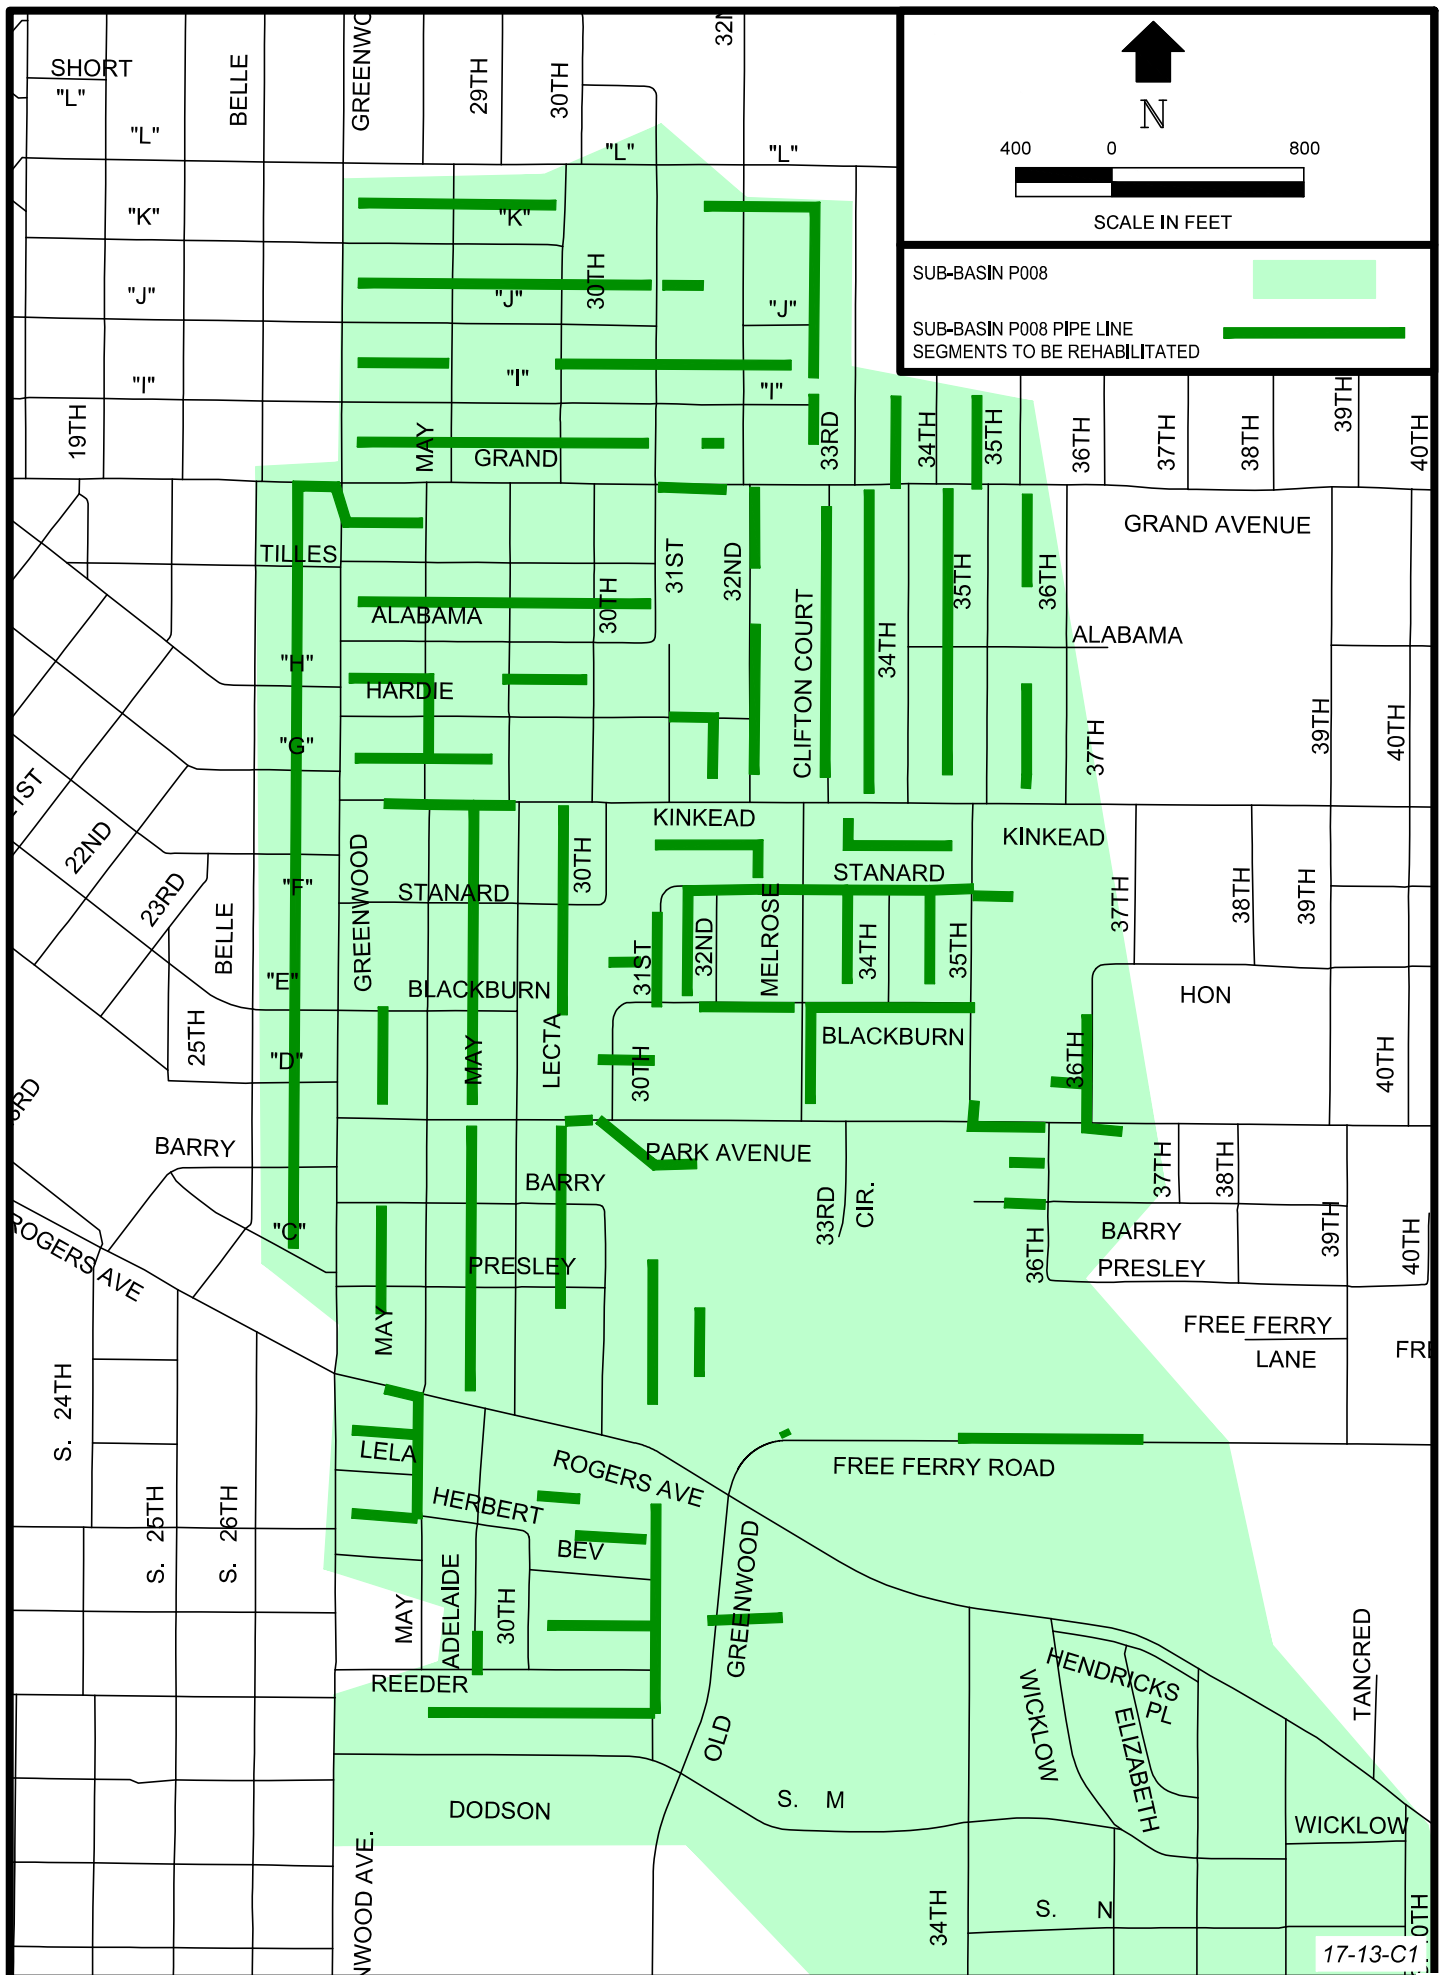 32N
SHORT
"L"
BELLE
GREENWO
29TH
30TH
"L"
"L"
"L"
N
400 0 800
SCALE IN FEET
"K"
"K"
SUB-BASIN P008
SUB-BASIN P008 PIPE LINE
SEGMENTS TO BE REHABILITATED
"J"
"J"
30TH
"J"
"I"
"I"
"I"
19TH
MAY
GRAND
33RD
34TH
35TH
36TH
37TH
38TH
39TH
40TH
GRAND AVENUE
TILLES
31ST
32ND
35TH
36TH
ALABAMA
30TH
CLIFTON COURT
34TH
ALABAMA
"H"
HARDIE
"G"
37TH
39TH
40TH
21ST
22ND
23RD
KINKEAD
KINKEAD
GREENWOOD
30TH
STANARD
STANARD
"F"
BELLE
37TH
38TH
39TH
31ST
32ND
MELROSE
34TH
35TH
"E"
BLACKBURN
HON
25TH
"D"
MAY
LECTA
30TH
BLACKBURN
36TH
40TH
3RD
BARRY
PARK AVENUE
BARRY
33RD
CIR.
37TH
38TH
"C"
ROGERS AVE
PRESLEY
36TH
BARRY
PRESLEY
39TH
40TH
MAY
FREE FERRY
LANE
FRE
S. 24TH
LELA
ROGERS AVE
FREE FERRY ROAD
HERBERT
S. 25TH
S. 26TH
BEV
MAY
ADELAIDE
30TH
OLD GREENWOOD
REEDER
WICKLOW
HENDRICKS
PL
ELIZABETH
TANCRED
DODSON
S. M
WICKLOW
NWOOD AVE.
34TH
S. N
0TH
17-13-C1